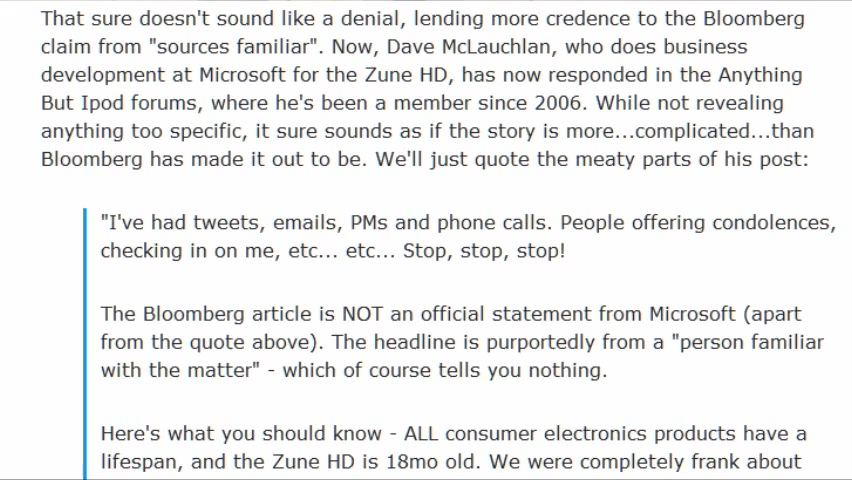 That sure doesn't sound like a denial, lending more credence to the Bloomberg
claim from "sources familiar". Now, Dave McLauchlan, who does business
development at Microsoft for the Zune HD, has now responded in the Anything
But Ipod forums, where he's been a member since 2006. While not revealing
anything too specific, it sure sounds as if the story is more...complicated...than
Bloomberg has made it out to be. We'll just quote the meaty parts of his post:
"I've had tweets, emails, PMs and phone calls. People offering condolences,
checking in on me, etc... etc... Stop, stop, stop!
The Bloomberg article is NOT an official statement from Microsoft (apart
from the quote above). The headline is purportedly from a "person familiar
with the matter" - which of course tells you nothing.
Here's what you should know - ALL consumer electronics products have a
lifespan, and the Zune HD is 18mo old. We were completely frank about